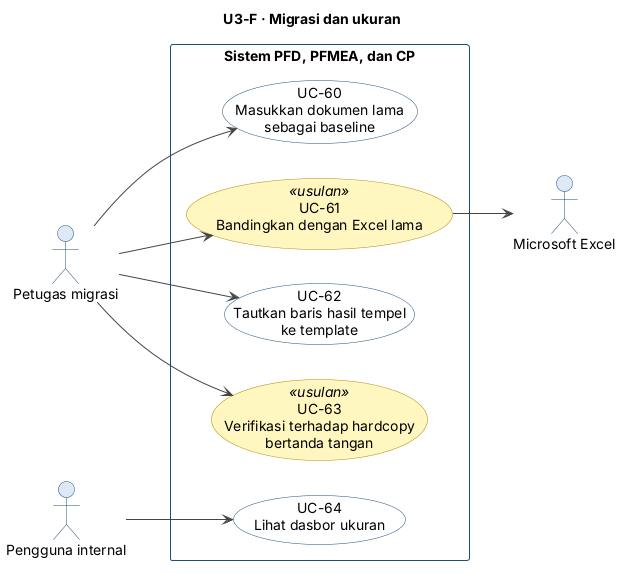 U3-F · Migrasi dan ukuran
Sistem PFD, PFMEA, dan CP
UC-60
Masukkan dokumen lama
sebagai baseline
«usulan»
UC-61
Bandingkan dengan Excel lama
Microsoft Excel
Petugas migrasi
UC-62
Tautkan baris hasil tempel
ke template
«usulan»
UC-63
Verifikasi terhadap hardcopy
bertanda tangan
UC-64
Lihat dasbor ukuran
Pengguna internal